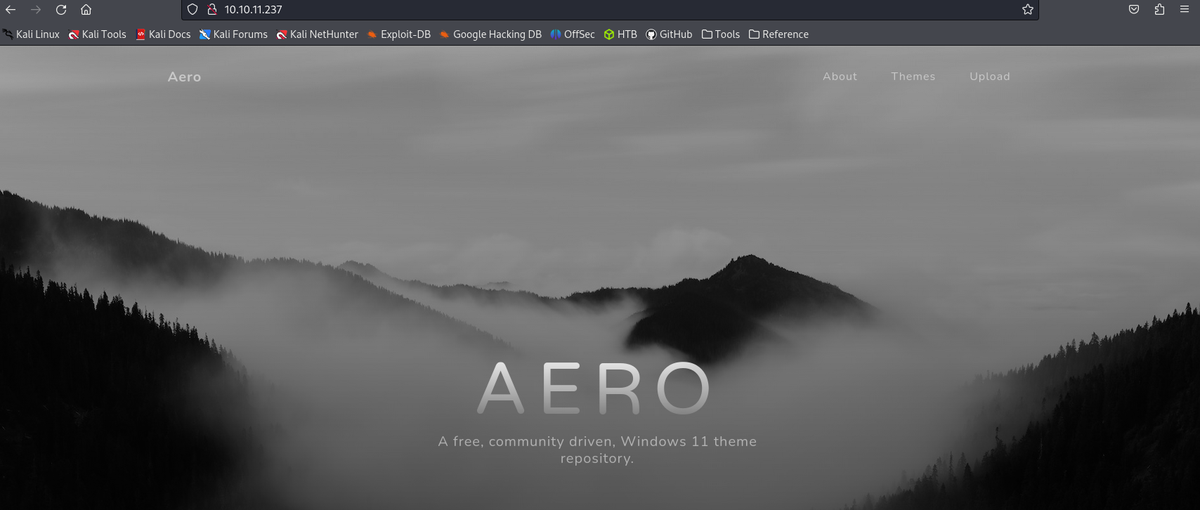 10.10.11.237
Kali Linux Kali Tools Kali Docs Kali Forums Kali NetHunter Exploit-DB Google Hacking DB OffSec HTB GitHub Tools Reference
Aero About Themes Upload
AERO
A free, community driven, Windows 11 theme
repository.